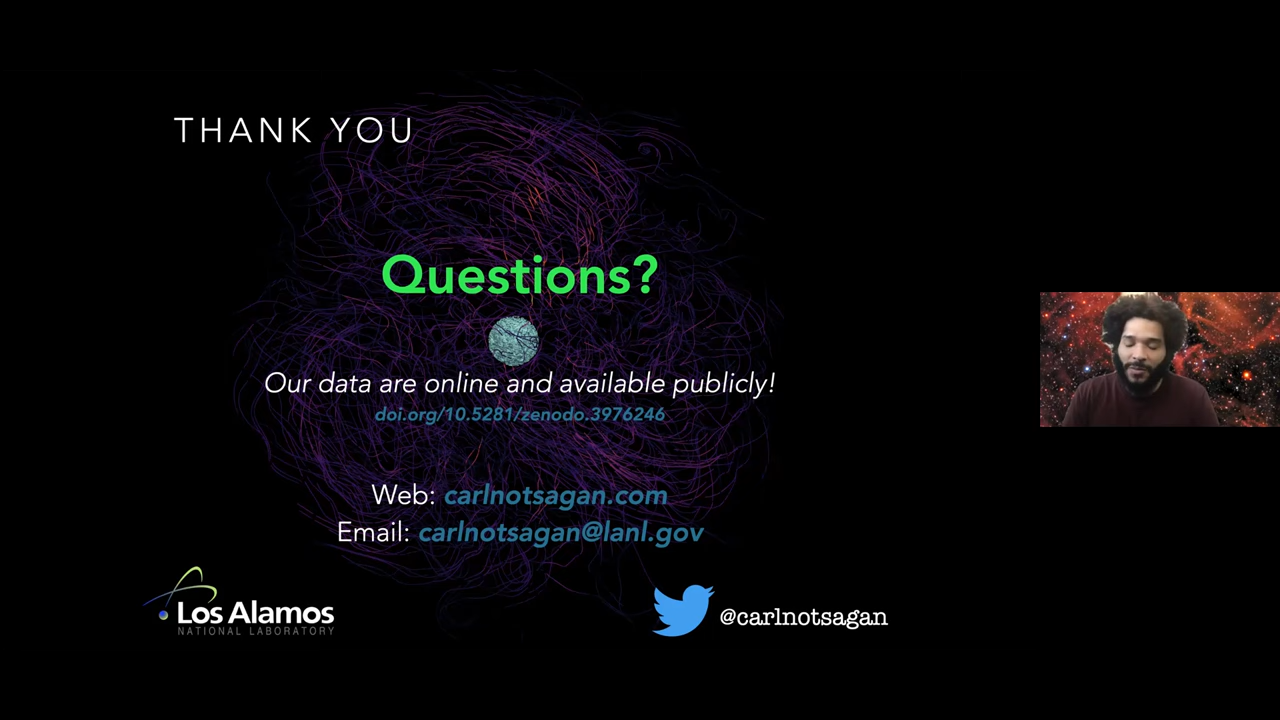 THANK YOU
Questions?
Our data are online and available publicly!
doi.org/10.5281/zenodo.3976246
Web: carlnotsagan.com
Email: carlnotsagan@lanl.gov
Los Alamos
NATIONAL LABORATORY
@carlnotsagan